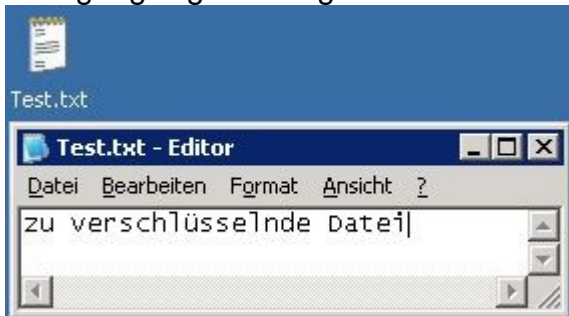 Test.txt
Test.txt - Editor
Datei Bearbeiten Format Ansicht ?
zu verschlüsselnde Datei